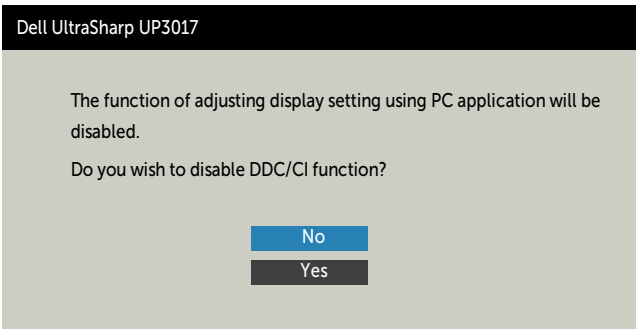 Dell UltraSharp UP3017
The function of adjusting display setting using PC application will be
disabled.
Do you wish to disable DDC/CI function?
No
Yes